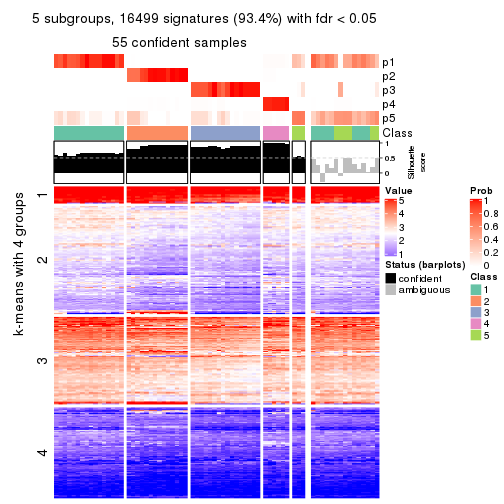 5 subgroups, 16499 signatures (93.4%) with fdr < 0.05
55 confident samples
p1
p2
p3
p4
p5
Class
1
0.5
0
Silhouette
score
k-means with 4 groups
1
2
3
4
Value
5
4
3
2
1
Status (barplots)
confident
ambiguous
Prob
1
0.8
0.6
0.4
0.2
0
Class
1
2
3
4
5